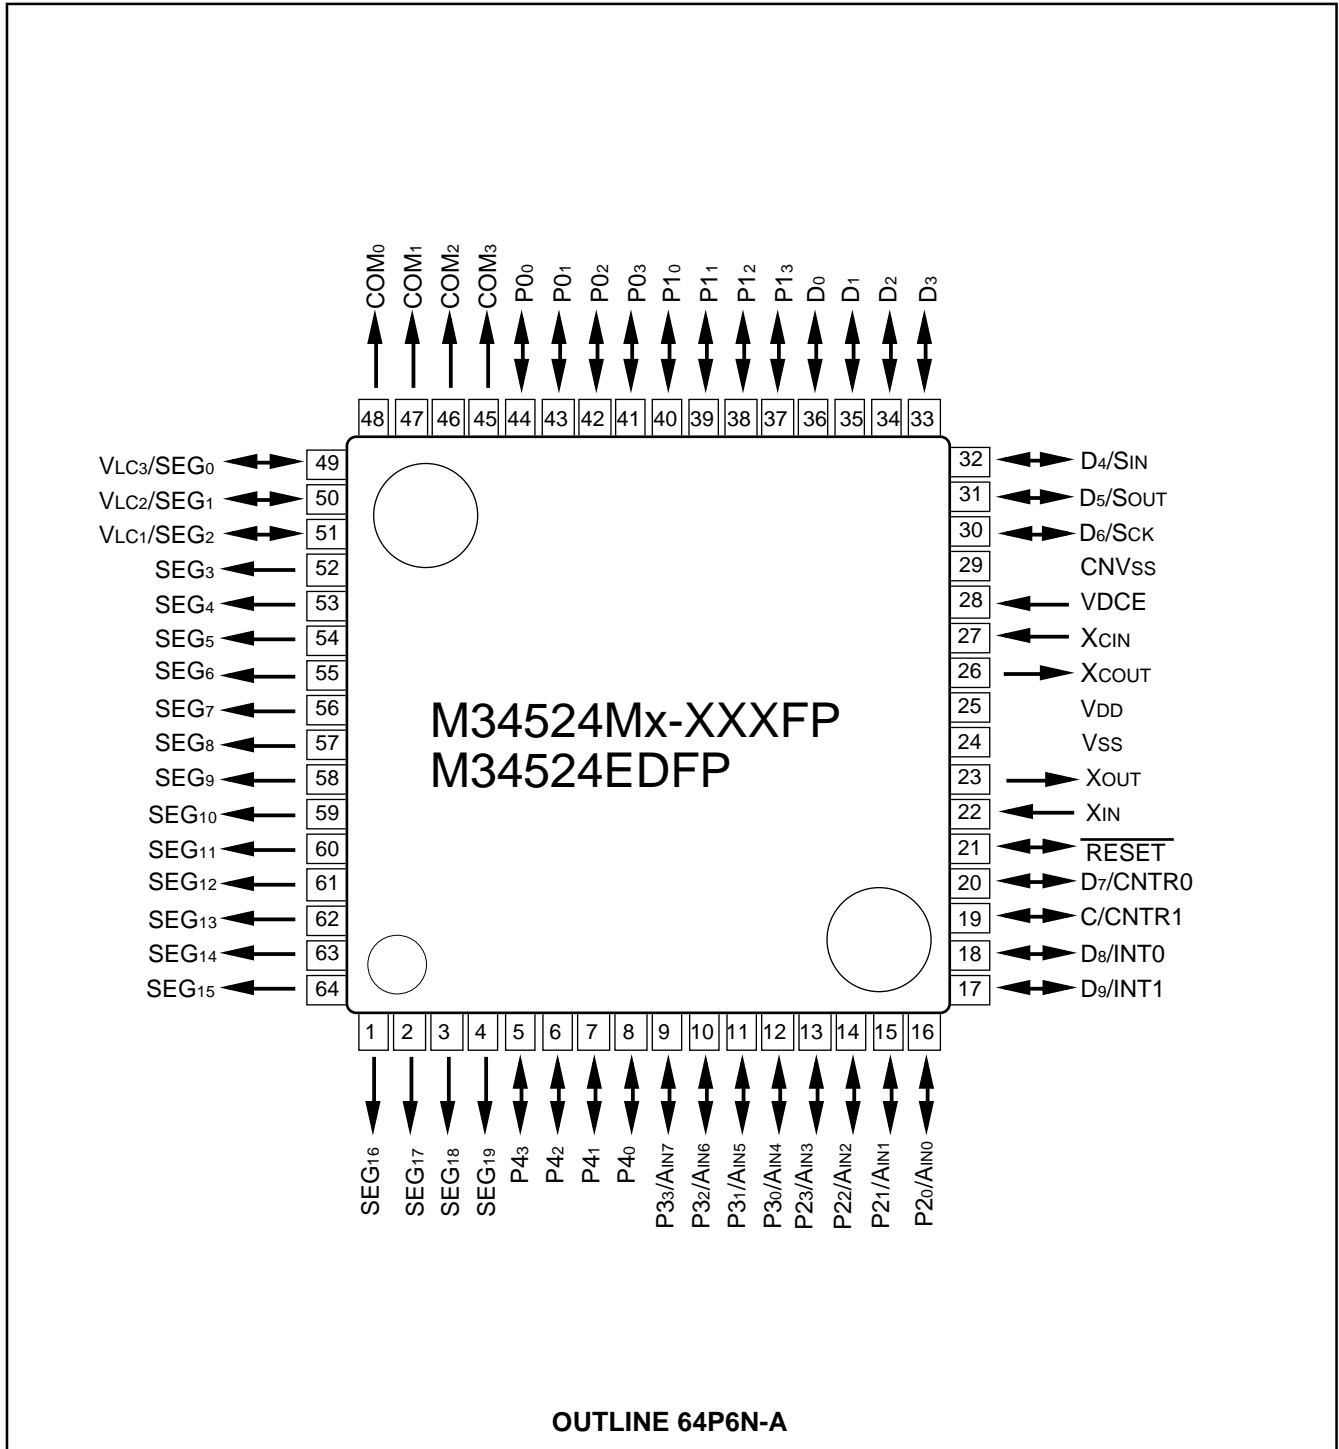 COM0
COM1
COM2
COM3
P00
P01
P02
P03
P10
P11
P12
P13
D0
D1
D2
D3
48 47 46 45 44 43 42 41 40 39 38 37 36 35 34 33
VLC3/SEG0 49
VLC2/SEG1 50
VLC1/SEG2 51
SEG3 52
SEG4 53
SEG5 54
SEG6 55
SEG7 56
SEG8 57
SEG9 58
SEG10 59
SEG11 60
SEG12 61
SEG13 62
SEG14 63
SEG15 64
M34524Mx-XXXFP
M34524EDFP
32 D4/SIN
31 D5/SOUT
30 D6/SCK
29 CNVSS
28 VDCE
27 XCIN
26 XCOUT
25 VDD
24 VSS
23 XOUT
22 XIN
21 RESET
20 D7/CNTR0
19 C/CNTR1
18 D8/INT0
17 D9/INT1
1 2 3 4 5 6 7 8 9 10 11 12 13 14 15 16
SEG16
SEG17
SEG18
SEG19
P43
P42
P41
P40
P33/AIN7
P32/AIN6
P31/AIN5
P30/AIN4
P23/AIN3
P22/AIN2
P21/AIN1
P20/AIN0
OUTLINE 64P6N-A